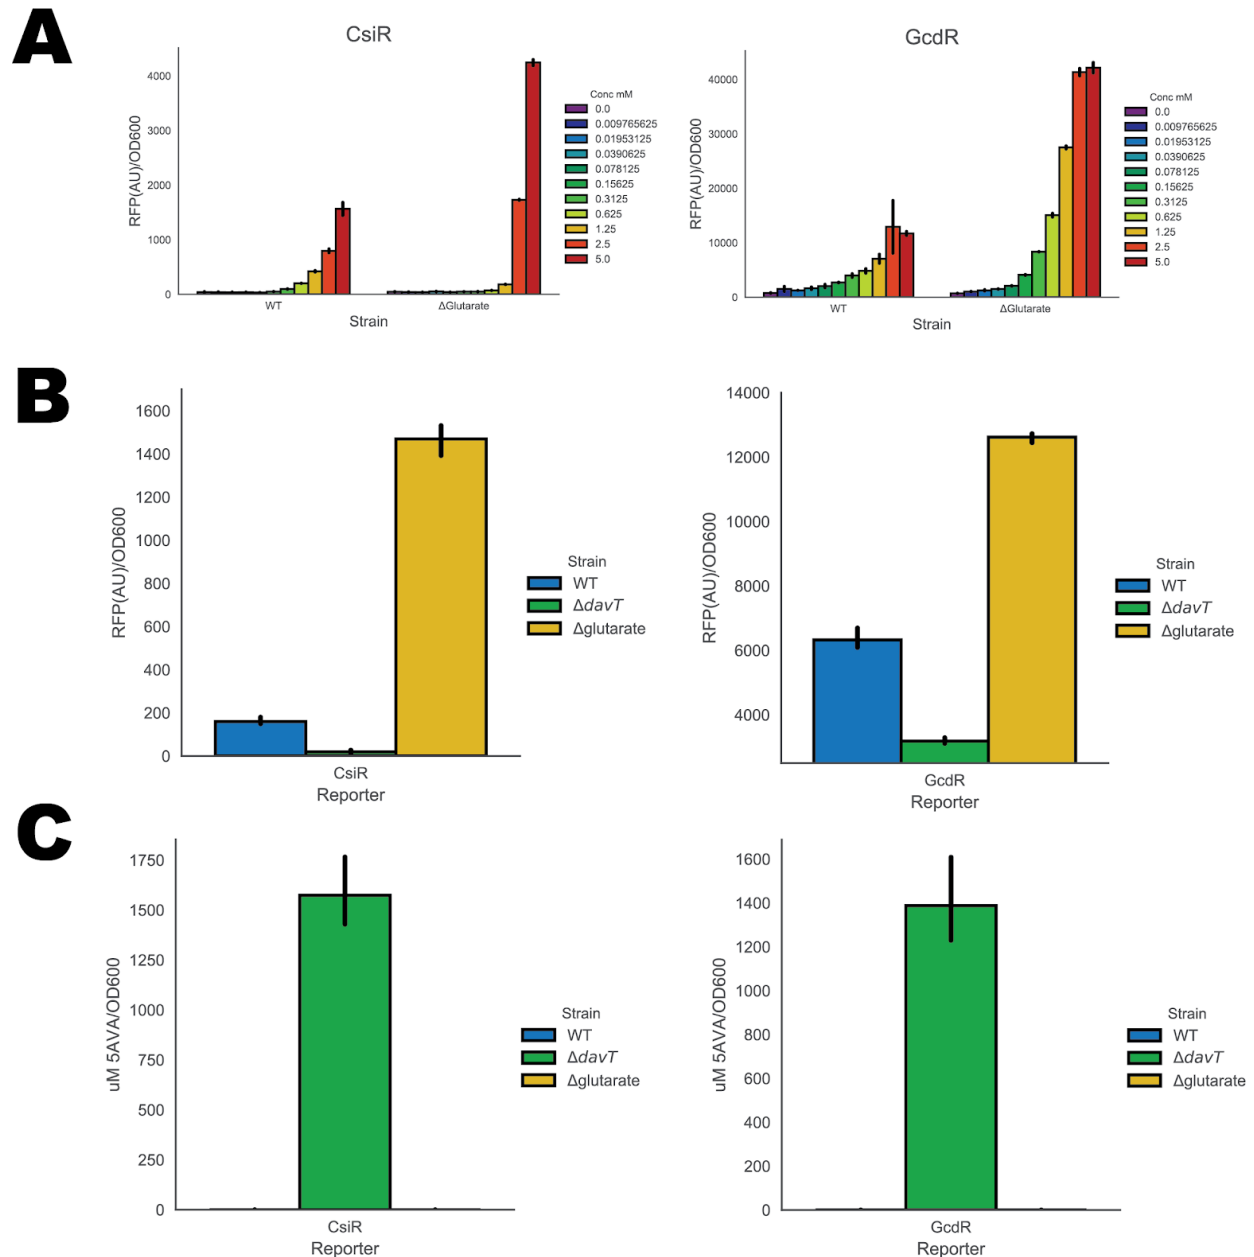 A
CsiR
RFP(AU)/OD600
4000
3000
2000
1000
0
WT
ΔGlutarate
Strain
Conc mM
0.0
0.009765625
0.01953125
0.0390625
0.078125
0.15625
0.3125
0.625
1.25
2.5
5.0
GcdR
RFP(AU)/OD600
40000
30000
20000
10000
0
WT
ΔGlutarate
Strain
Conc mM
0.0
0.009765625
0.01953125
0.0390625
0.078125
0.15625
0.3125
0.625
1.25
2.5
5.0
B
RFP(AU)/OD600
1600
1400
1200
1000
800
600
400
200
0
CsiR
Reporter
Strain
WT
ΔdavT
Δglutarate
RFP(AU)/OD600
14000
12000
10000
8000
6000
4000
GcdR
Reporter
Strain
WT
ΔdavT
Δglutarate
C
uM 5AVA/OD600
1750
1500
1250
1000
750
500
250
0
CsiR
Reporter
Strain
WT
ΔdavT
Δglutarate
uM 5AVA/OD600
1600
1400
1200
1000
800
600
400
200
0
GcdR
Reporter
Strain
WT
ΔdavT
Δglutarate